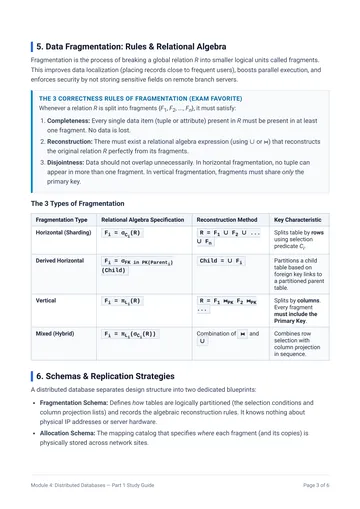 5. Data Fragmentation: Rules & Relational Algebra
Fragmentation is the process of breaking a global relation R into smaller logical units called fragments.
This improves data localization (placing records close to frequent users), boosts parallel execution, and
enforces security by not storing sensitive fields on remote branch servers.
THE 3 CORRECTNESS RULES OF FRAGMENTATION (EXAM FAVORITE)
Whenever a relation R is split into fragments {F₁, F₂, ..., Fₙ}, it must satisfy:
1. Completeness: Every single data item (tuple or attribute) present in R must be present in at least
one fragment. No data is lost.
2. Reconstruction: There must exist a relational algebra expression (using ∪ or ⋈) that reconstructs
the original relation R perfectly from its fragments.
3. Disjointness: Data should not overlap unnecessarily. In horizontal fragmentation, no tuple can
appear in more than one fragment. In vertical fragmentation, fragments must share only the
primary key.
The 3 Types of Fragmentation
Fragmentation Type Relational Algebra Specification Reconstruction Method Key Characteristic
Horizontal (Sharding) Fᵢ = σ_Cᵢ(R) R = F₁ ∪ F₂ ∪ ... Splits table by rows
∪ Fₙ using selection
predicate Cᵢ.
Derived Horizontal Fᵢ = σ_FK in PK(Parentᵢ) Child = ∪ Fᵢ Partitions a child
(Child) table based on
foreign key links to
a partitioned parent
table.
Vertical Fᵢ = π_Lᵢ(R) R = F₁ ⋈_PK F₂ ⋈_PK Splits by columns.
... Every fragment
must include the
Primary Key.
Mixed (Hybrid) Fᵢ = π_Lᵢ(σ_Cᵢ(R)) Combination of ⋈ and Combines row
∪ selection with
column projection
in sequence.
6. Schemas & Replication Strategies
A distributed database separates design structure into two dedicated blueprints:
• Fragmentation Schema: Defines how tables are logically partitioned (the selection conditions and
column projection lists) and records the algebraic reconstruction rules. It knows nothing about
physical IP addresses or server hardware.
• Allocation Schema: The mapping catalog that specifies where each fragment (and its copies) is
physically stored across network sites.
Module 4: Distributed Databases — Part 1 Study Guide Page 3 of 6